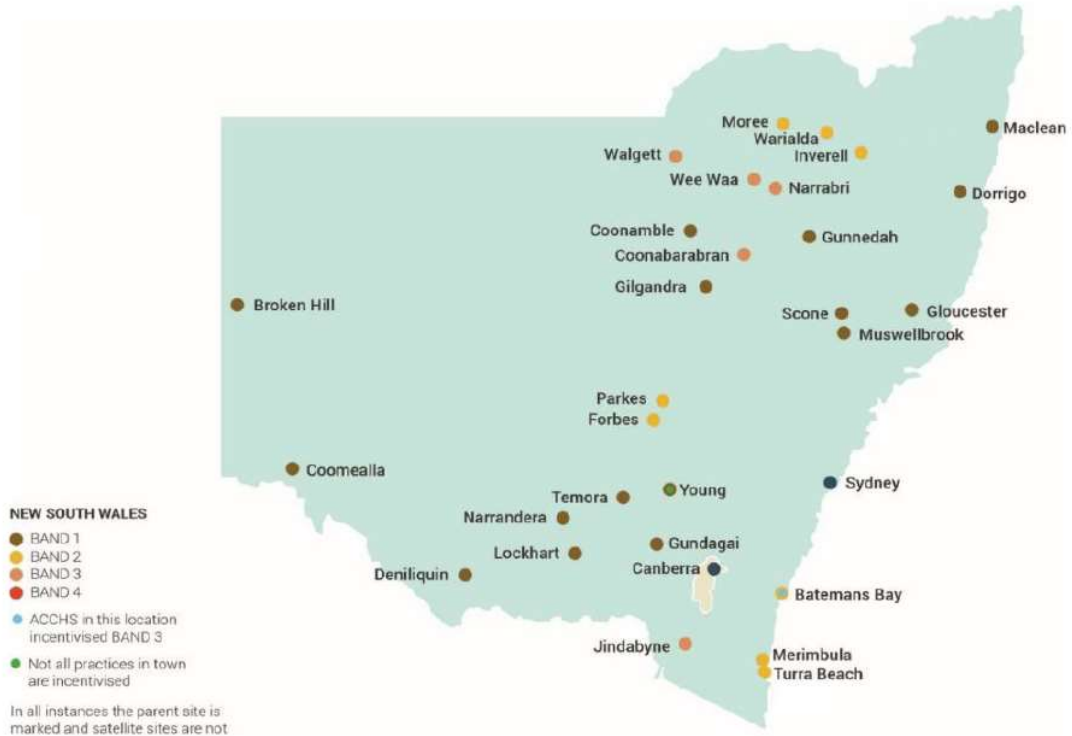 Moree
Warialda
Inverell
Maclean
Walgett
Wee Waa
Narrabri
Dorrigo
Coonamble
Gunnedah
Coonabarabran
Gilgandra
Broken Hill
Scone
Gloucester
Muswellbrook
Parkes
Forbes
Coomealla
Sydney
Young
Temora
Narrandera
Gundagai
Lockhart
Canberra
Deniliquin
Batemans Bay
Jindabyne
Merimbula
Turra Beach
NEW SOUTH WALES
BAND 1
BAND 2
BAND 3
BAND 4
ACCHS in this location
incentivised BAND 3
Not all practices in town
are incentivised
In all instances the parent site is
marked and satellite sites are not